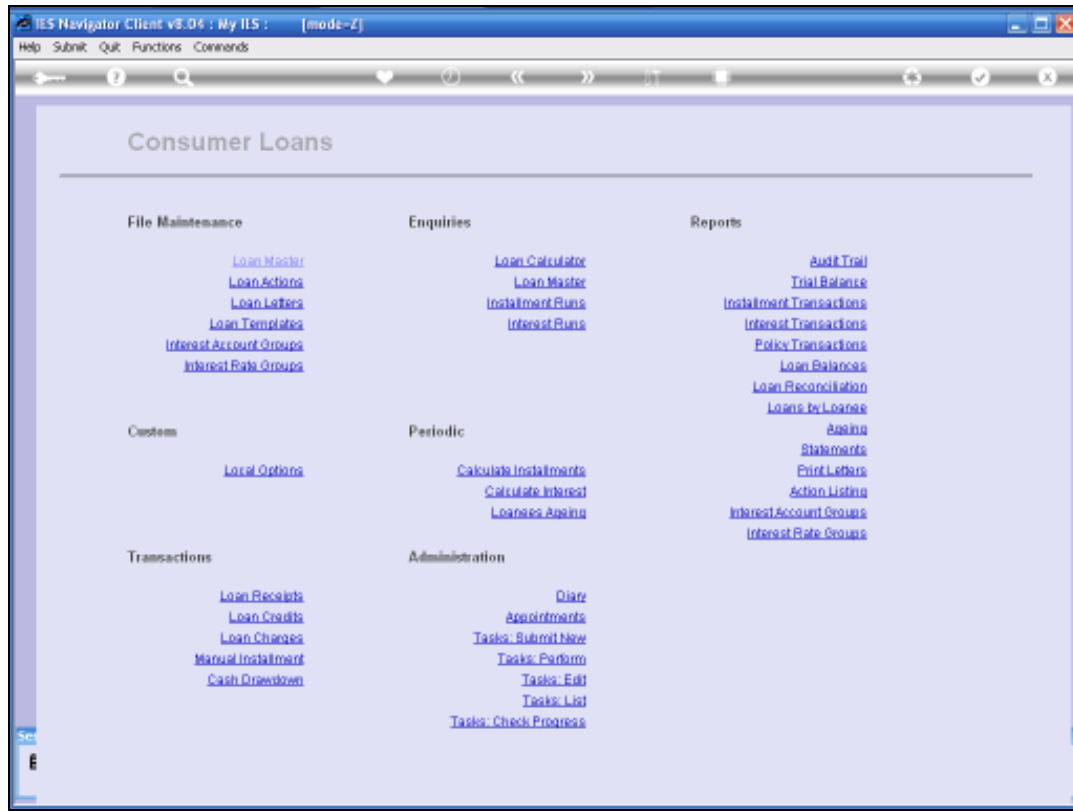 IES Navigator Client v8.04 : My IES : [mode=Z]
Help Submit Quit Functions Commands
Consumer Loans
File Maintenance
Loan Master
Loan Actions
Loan Letters
Loan Templates
Interest Account Groups
Interest Rate Groups
Enquiries
Loan Calculator
Loan Master
Installment Runs
Interest Runs
Reports
Audit Trail
Trial Balance
Installment Transactions
Interest Transactions
Policy Transactions
Loan Balances
Loan Reconciliation
Loans by Loanee
Ageing
Statements
Print Letters
Action Listing
Interest Account Groups
Interest Rate Groups
Custom
Local Options
Periodic
Calculate Installments
Calculate Interest
Loanees Ageing
Transactions
Loan Receipts
Loan Credits
Loan Charges
Manual Installment
Cash Drawdown
Administration
Diary
Appointments
Tasks: Submit New
Tasks: Perform
Tasks: Edit
Tasks: List
Tasks: Check Progress